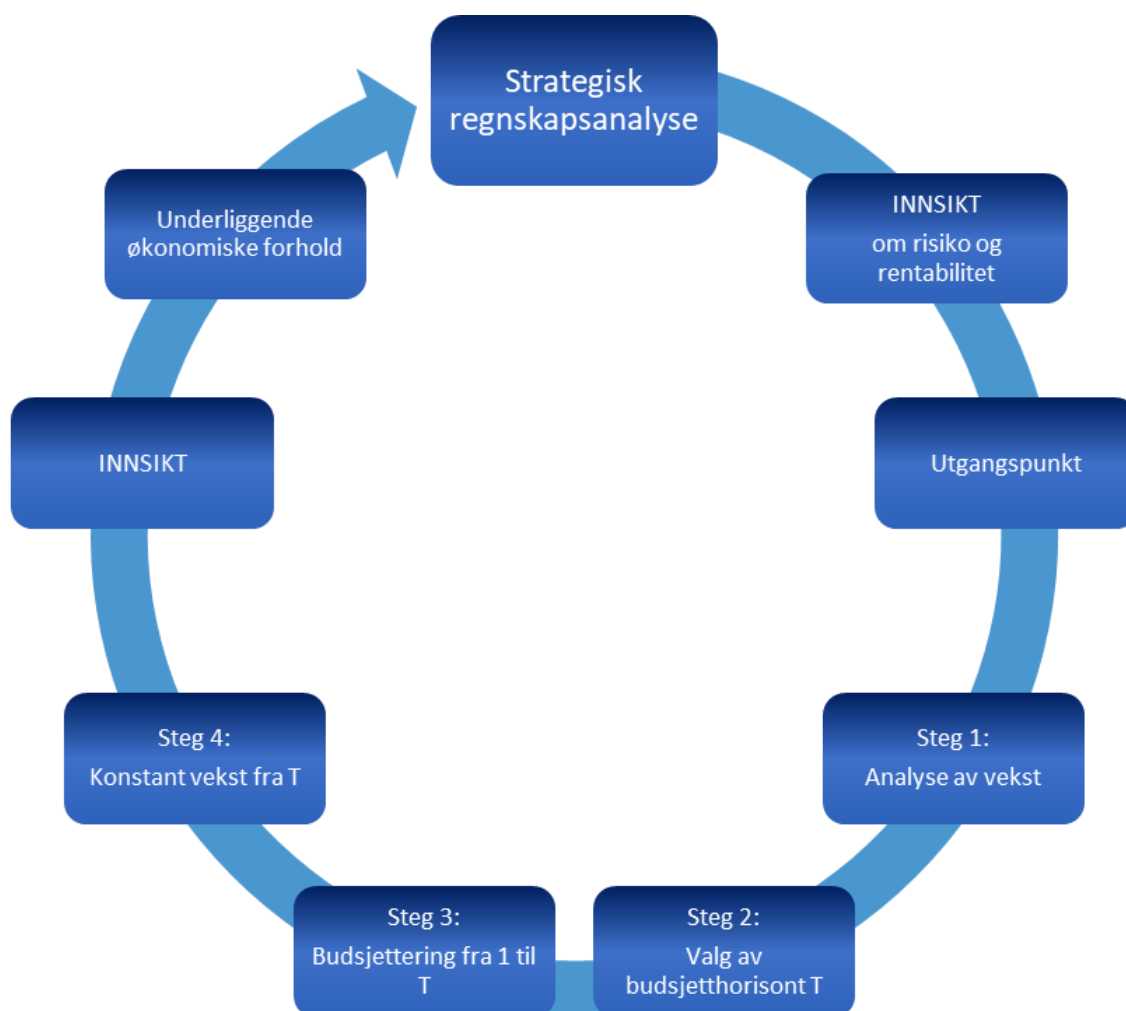 Strategisk
regnskapsanalyse
INNSIKT
om risiko og
rentabilitet
Utgangspunkt
Steg 1:
Analyse av vekst
Steg 2:
Valg av
budsjetthorisont T
Steg 3:
Budsjettering fra 1 til
T
Steg 4:
Konstant vekst fra T
INNSIKT
Underliggende
økonomiske forhold